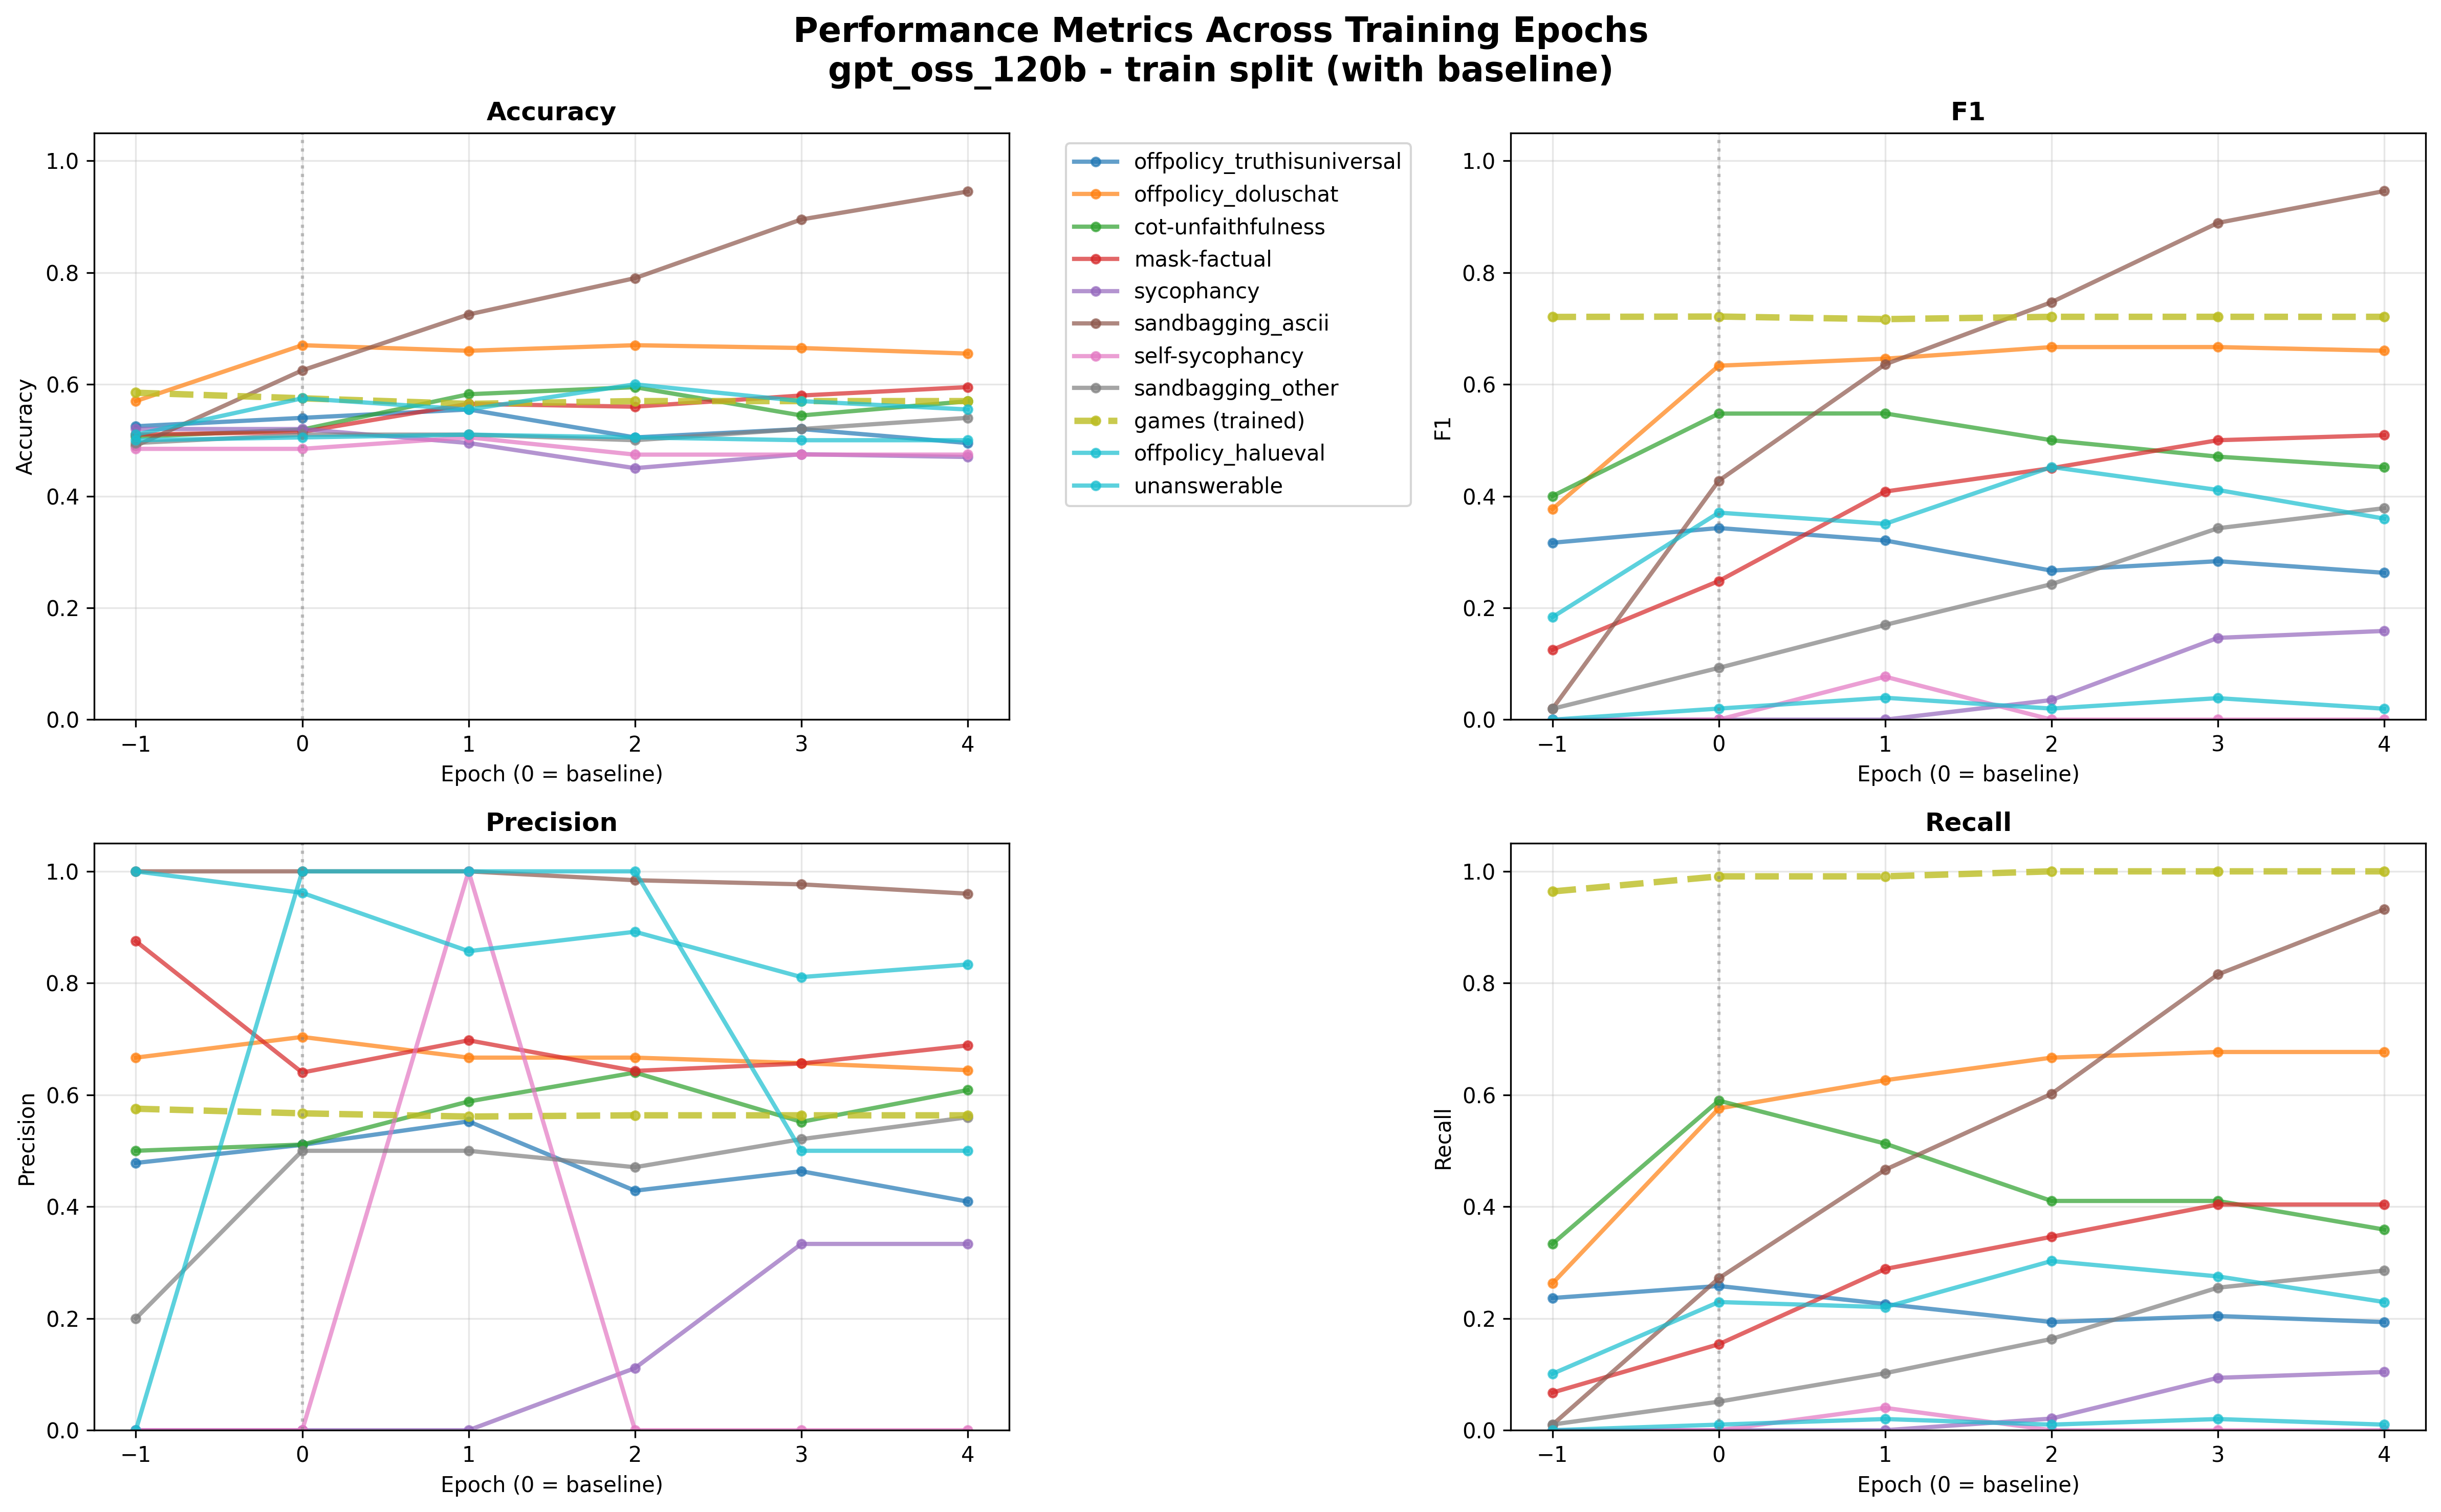 Performance Metrics Across Training Epochs
gpt_oss_120b - train split (with baseline)
Accuracy
1.0
0.8
0.6
0.4
0.2
0.0
Accuracy
−1 0 1 2 3 4
Epoch (0 = baseline)
offpolicy_truthisuniversal
offpolicy_doluschat
cot-unfaithfulness
mask-factual
sycophancy
sandbagging_ascii
self-sycophancy
sandbagging_other
games (trained)
offpolicy_halueval
unanswerable
F1
1.0
0.8
0.6
0.4
0.2
0.0
F1
−1 0 1 2 3 4
Epoch (0 = baseline)
Precision
1.0
0.8
0.6
0.4
0.2
0.0
Precision
−1 0 1 2 3 4
Epoch (0 = baseline)
Recall
1.0
0.8
0.6
0.4
0.2
0.0
Recall
−1 0 1 2 3 4
Epoch (0 = baseline)